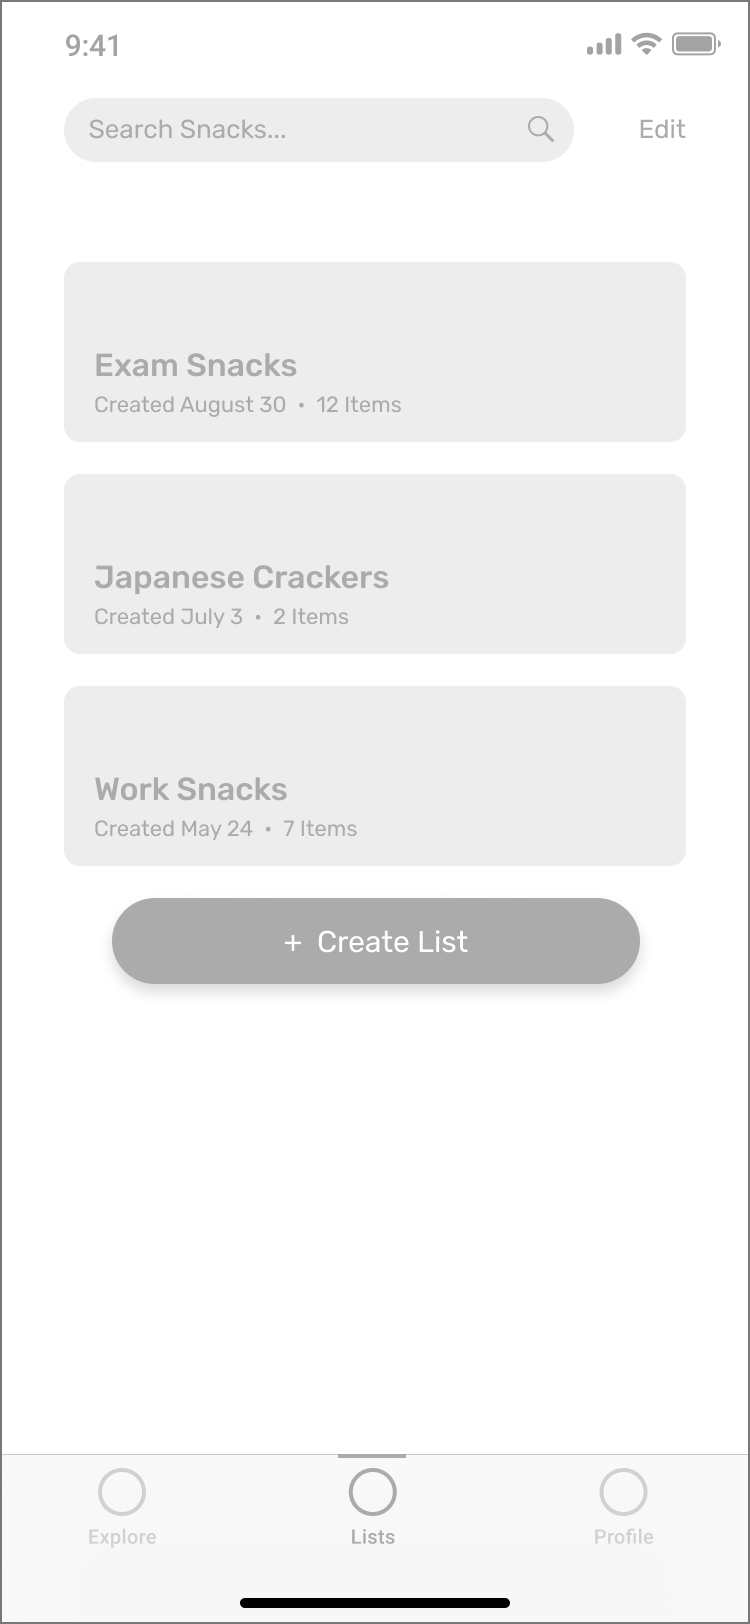 9:41
Search Snacks...
Edit
Exam Snacks
Created August 30 • 12 Items
Japanese Crackers
Created July 3 • 2 Items
Work Snacks
Created May 24 • 7 Items
+ Create List
Explore
Lists
Profile